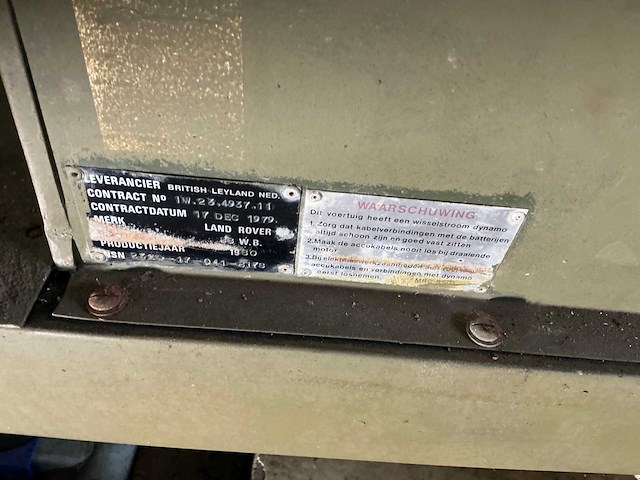 LEVERANCIER BRITISH LEYLAND NED.
CONTRACT No 1W.23.4937.11
CONTRACTDATUM 17 DEC 1979.
MERK LAND ROVER
W.B.
PRODUCTIEJAAR 1980
WAARSCHUWING
Dit voertuig heeft een wisselstroom dynamo
1. Zorg dat kabelverbindingen met de batterijen
altijd schoon zijn en goed vast zitten
2.Maak de accukabels nooit los bij draaiende
motor
3.Bij
accukabels en verbindingen met dynamo
eerst losnemen